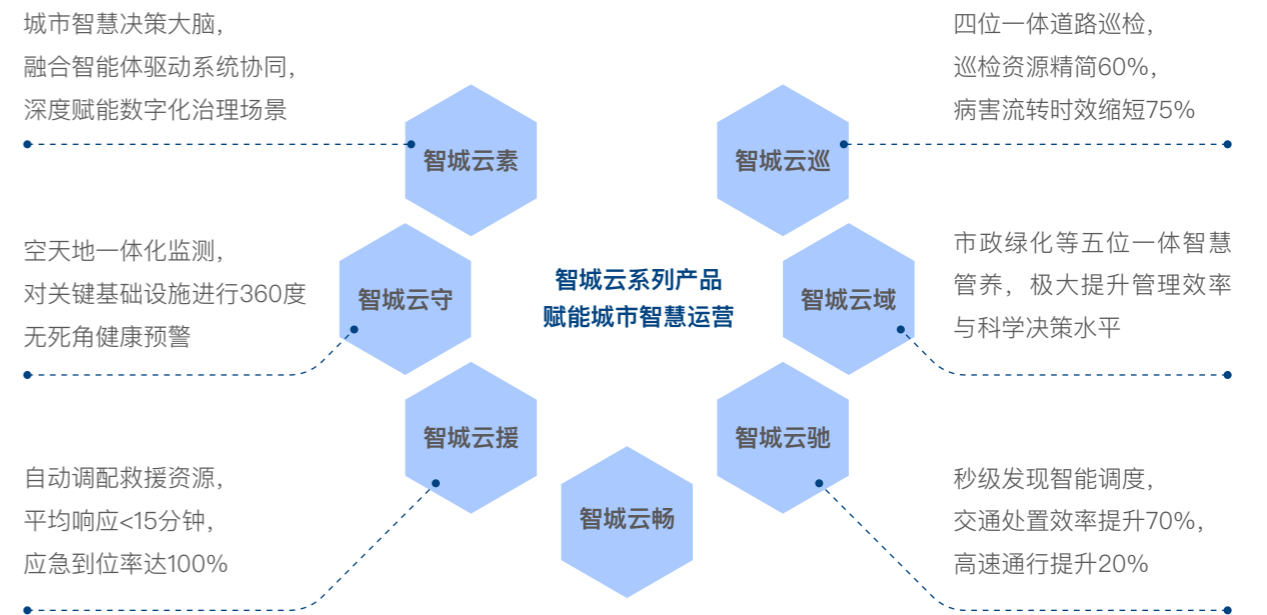 城市智慧决策大脑，
融合智能体驱动系统协同，
深度赋能数字化治理场景
智城云素
四位一体道路巡检，
巡检资源精简60%，
病害流转时效缩短75%
智城云巡
空天地一体化监测，
对关键基础设施进行360度
无死角健康预警
智城云守
智城云系列产品
赋能城市智慧运营
市政绿化等五位一体智慧
管养，极大提升管理效率
与科学决策水平
智城云域
自动调配救援资源，
平均响应<15分钟，
应急到位率达100%
智城云援
智城云畅
秒级发现智能调度，
交通处置效率提升70%，
高速通行提升20%
智城云驰